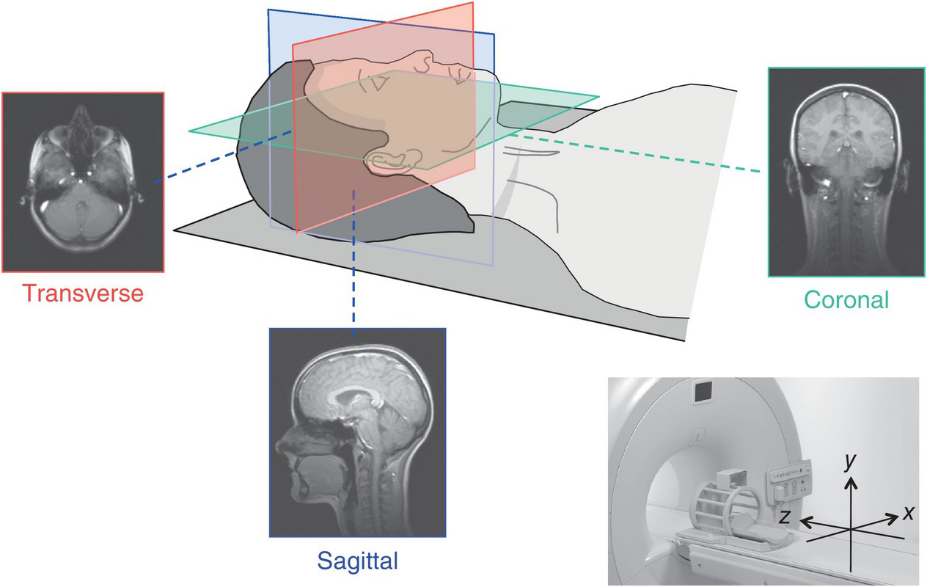 Transverse
Coronal
Sagittal
y
z
x